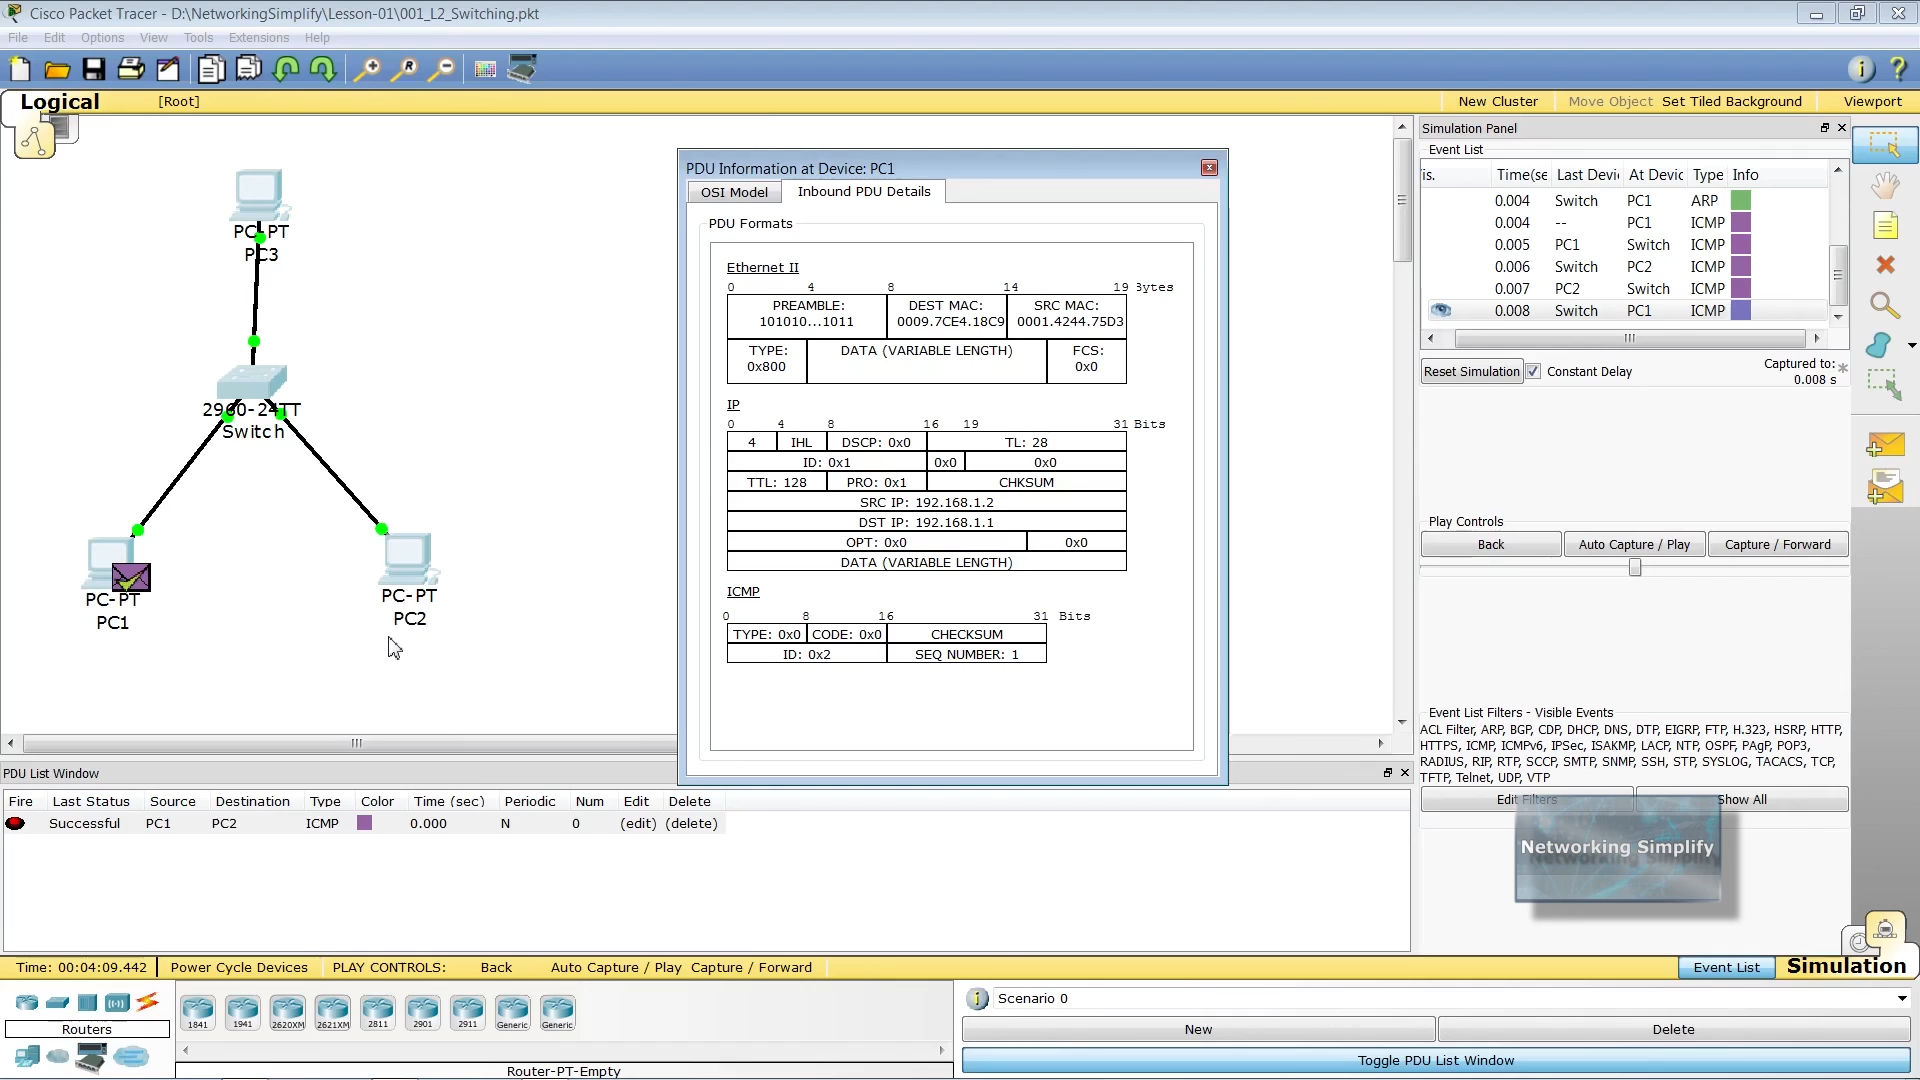 Cisco Packet Tracer - D:\NetworkingSimplify\Lesson-01\001_L2_Switching.pkt
File Edit Options View Tools Extensions Help
Logical [Root] New Cluster Move Object Set Tiled Background Viewport
PC-PT
PC3
2960-24TT
Switch
PC-PT
PC1
PC-PT
PC2
PDU Information at Device: PC1
OSI Model Inbound PDU Details
PDU Formats
Ethernet II
0 4 8 14 19 Bytes
PREAMBLE: DEST MAC: SRC MAC:
101010...1011 0009.7CE4.18C9 0001.4244.75D3
TYPE: DATA (VARIABLE LENGTH) FCS:
0x800 0x0
IP
0 4 8 16 19 31 Bits
4 IHL DSCP: 0x0 TL: 28
ID: 0x1 0x0 0x0
TTL: 128 PRO: 0x1 CHKSUM
SRC IP: 192.168.1.2
DST IP: 192.168.1.1
OPT: 0x0 0x0
DATA (VARIABLE LENGTH)
ICMP
0 8 16 31 Bits
TYPE: 0x0 CODE: 0x0 CHECKSUM
ID: 0x2 SEQ NUMBER: 1
Simulation Panel
Event List
is. Time(se Last Devi At Devic Type Info
0.004 Switch PC1 ARP
0.004 -- PC1 ICMP
0.005 PC1 Switch ICMP
0.006 Switch PC2 ICMP
0.007 PC2 Switch ICMP
0.008 Switch PC1 ICMP
Reset Simulation Constant Delay Captured to: *
0.008 s
Play Controls
Back Auto Capture / Play Capture / Forward
Event List Filters - Visible Events
ACL Filter, ARP, BGP, CDP, DHCP, DNS, DTP, EIGRP, FTP, H.323, HSRP, HTTP,
HTTPS, ICMP, ICMPv6, IPSec, ISAKMP, LACP, NTP, OSPF, PAgP, POP3,
RADIUS, RIP, RTP, SCCP, SMTP, SNMP, SSH, STP, SYSLOG, TACACS, TCP,
TFTP, Telnet, UDP, VTP
Edit Filters Show All
Networking Simplify
PDU List Window
Fire Last Status Source Destination Type Color Time (sec) Periodic Num Edit Delete
Successful PC1 PC2 ICMP 0.000 N 0 (edit) (delete)
Time: 00:04:09.442 Power Cycle Devices PLAY CONTROLS: Back Auto Capture / Play Capture / Forward Event List Simulation
Routers
1841 1941 2620XM 2621XM 2811 2901 2911 Generic Generic
Router-PT-Empty
Scenario 0
New Delete
Toggle PDU List Window